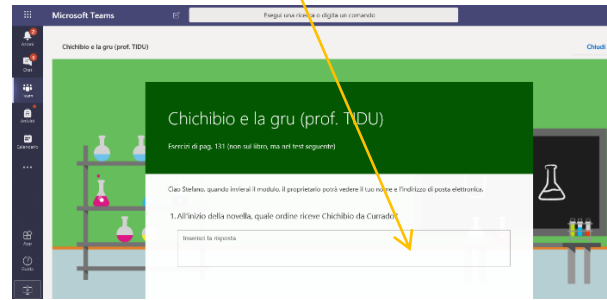 Microsoft Teams
Esegui una ricerca o digita un comando
Chichibio e la gru (prof. TIDU)
Chiudi
Chat
Team
Attività
Calendario
App
Guida
Chichibio e la gru (prof. TIDU)
Esercizi di pag. 131 (non sul libro, ma nel test seguente)
Ciao Stefano, quando invierai il modulo, il proprietario potrà vedere il tuo nome e l'indirizzo di posta elettronica.
1. All'inizio della novella, quale ordine riceve Chichibio da Currado?
Inserisci la risposta